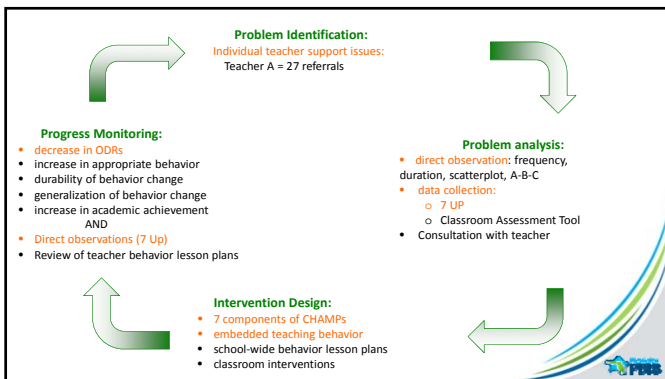 Problem Identification:
Individual teacher support issues:
Teacher A = 27 referrals
Problem analysis:
• direct observation: frequency,
duration, scatterplot, A-B-C
• data collection:
o 7 UP
o Classroom Assessment Tool
• Consultation with teacher
Intervention Design:
• 7 components of CHAMPs
• embedded teaching behavior
• school-wide behavior lesson plans
• classroom interventions
Progress Monitoring:
• decrease in ODRs
• increase in appropriate behavior
• durability of behavior change
• generalization of behavior change
• increase in academic achievement
AND
• Direct observations (7 Up)
• Review of teacher behavior lesson plans